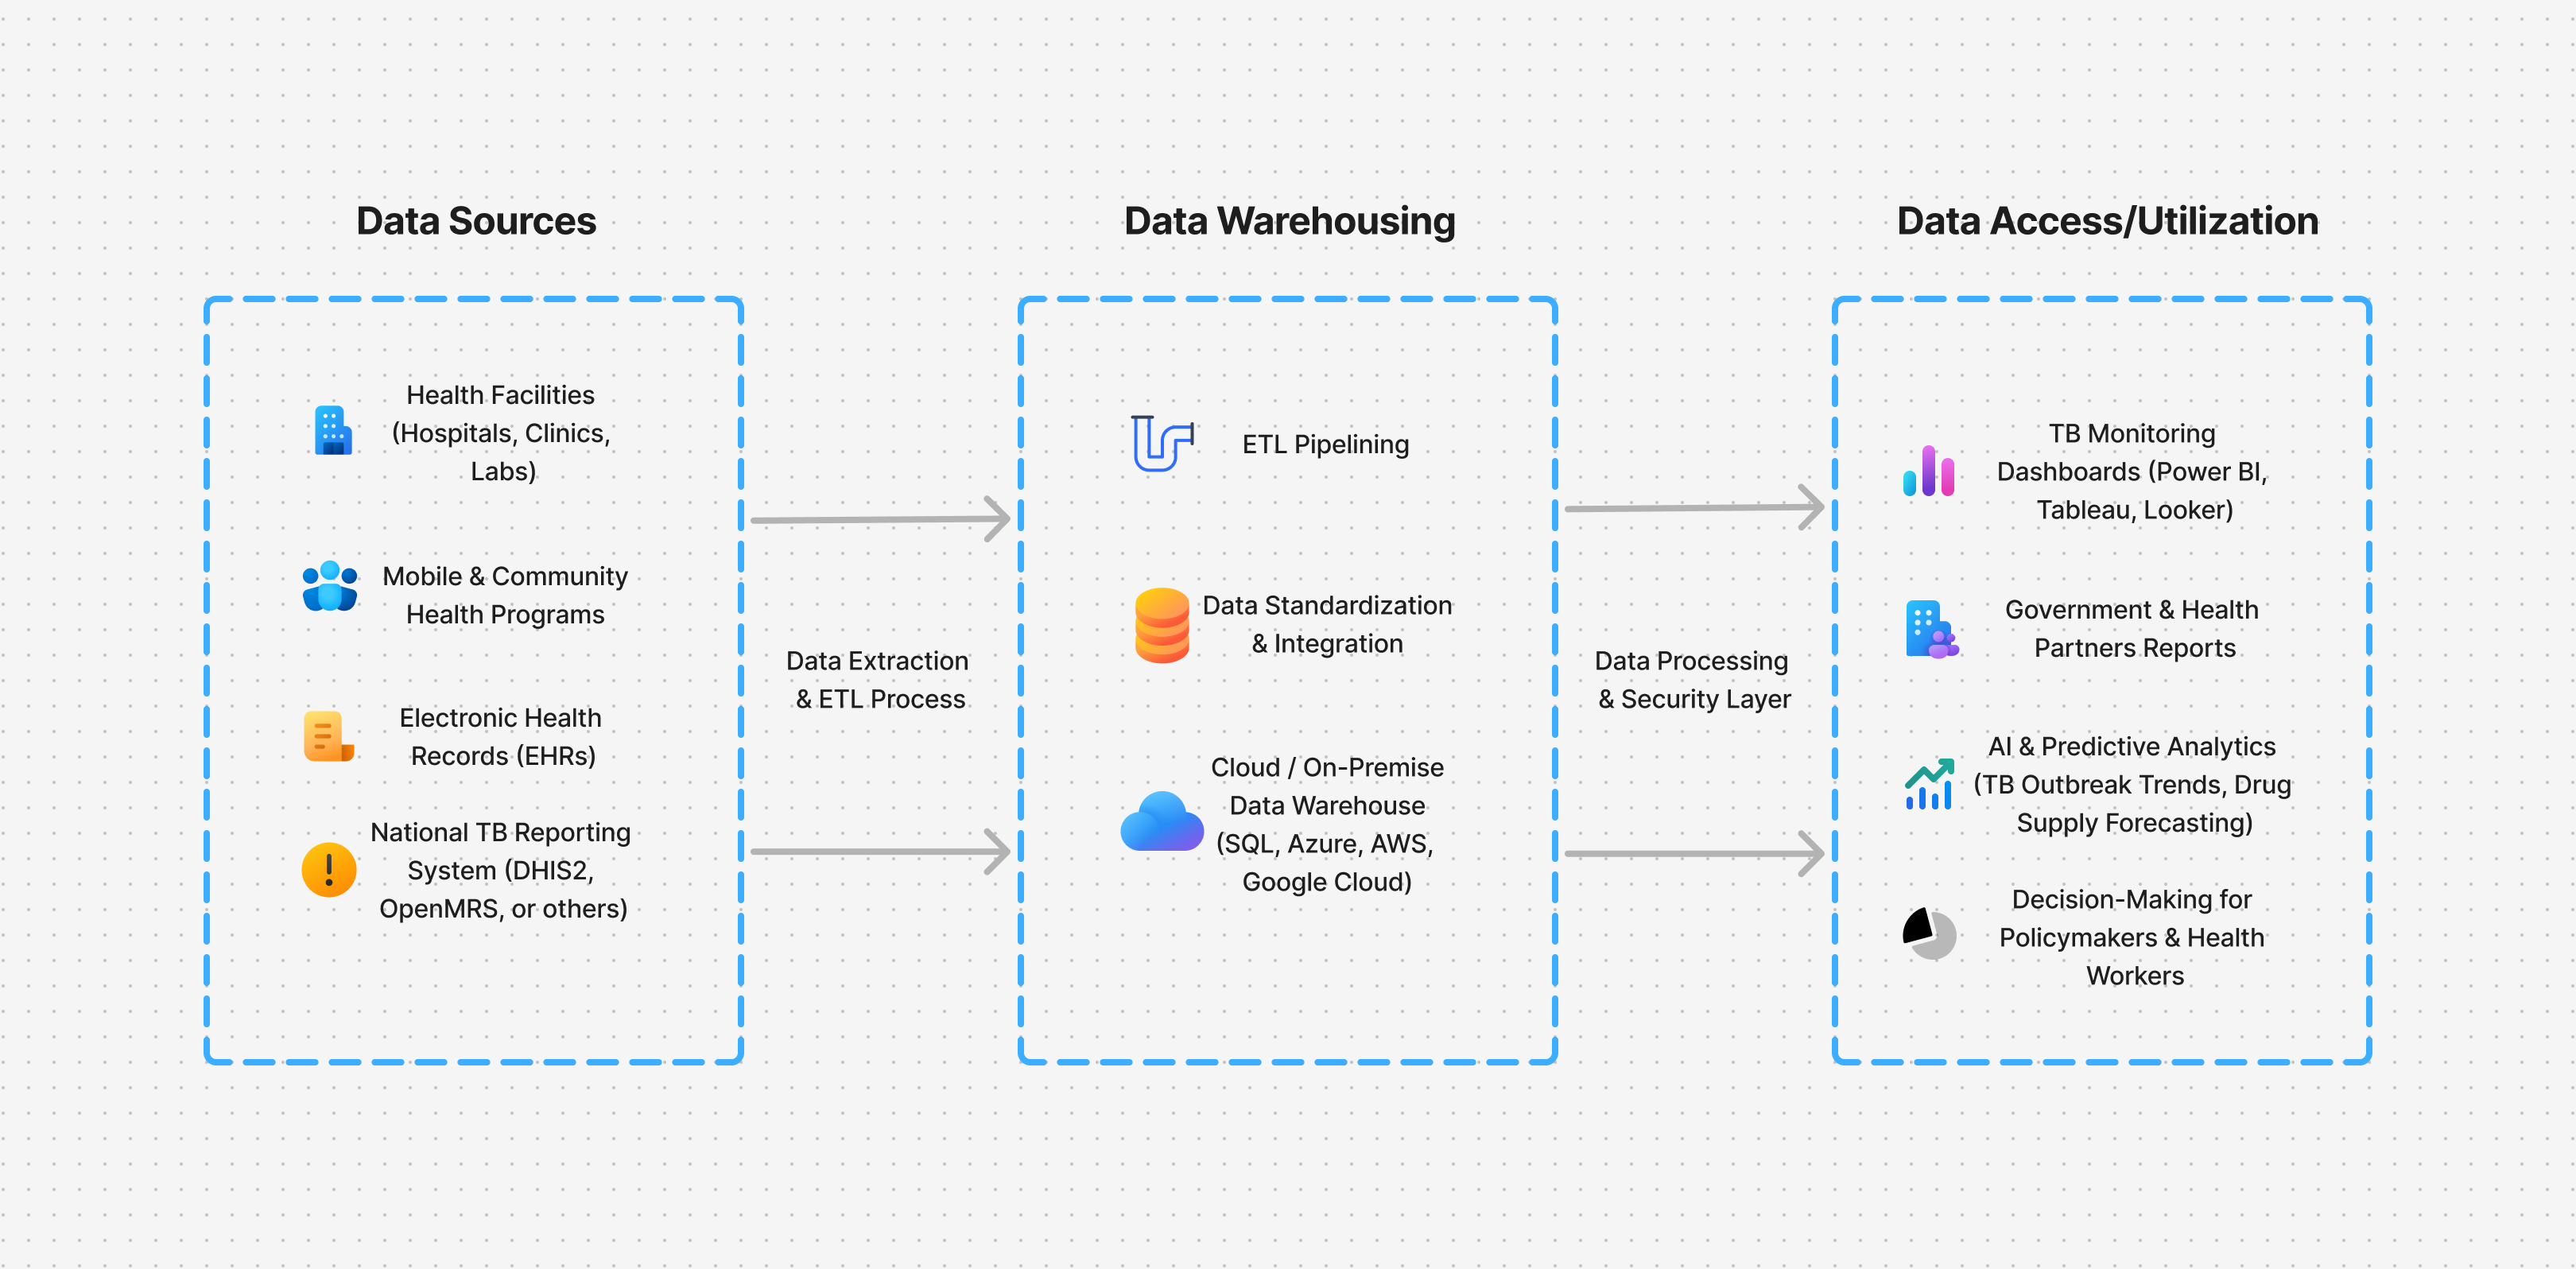 Data Sources
Health Facilities
(Hospitals, Clinics,
Labs)
Mobile & Community
Health Programs
Electronic Health
Records (EHRs)
National TB Reporting
System (DHIS2,
OpenMRS, or others)
Data Extraction
& ETL Process
Data Warehousing
ETL Pipelining
Data Standardization
& Integration
Cloud / On-Premise
Data Warehouse
(SQL, Azure, AWS,
Google Cloud)
Data Processing
& Security Layer
Data Access/Utilization
TB Monitoring
Dashboards (Power BI,
Tableau, Looker)
Government & Health
Partners Reports
AI & Predictive Analytics
(TB Outbreak Trends, Drug
Supply Forecasting)
Decision-Making for
Policymakers & Health
Workers